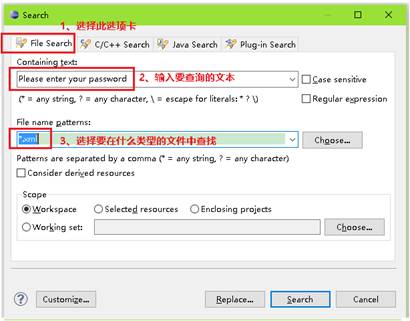 Search
1、选择此选项卡
File Search
C/C++ Search
Java Search
Plug-in Search
Containing text:
Please enter your password
2、输入要查询的文本
Case sensitive
(* = any string, ? = any character, \ = escape for literals: * ? \)
Regular expression
File name patterns:
*.xml
3、选择要在什么类型的文件中查找
Choose...
Patterns are separated by a comma (* = any string, ? = any character)
Consider derived resources
Scope
Workspace
Selected resources
Enclosing projects
Working set:
Choose...
?
Customize...
Replace...
Search
Cancel